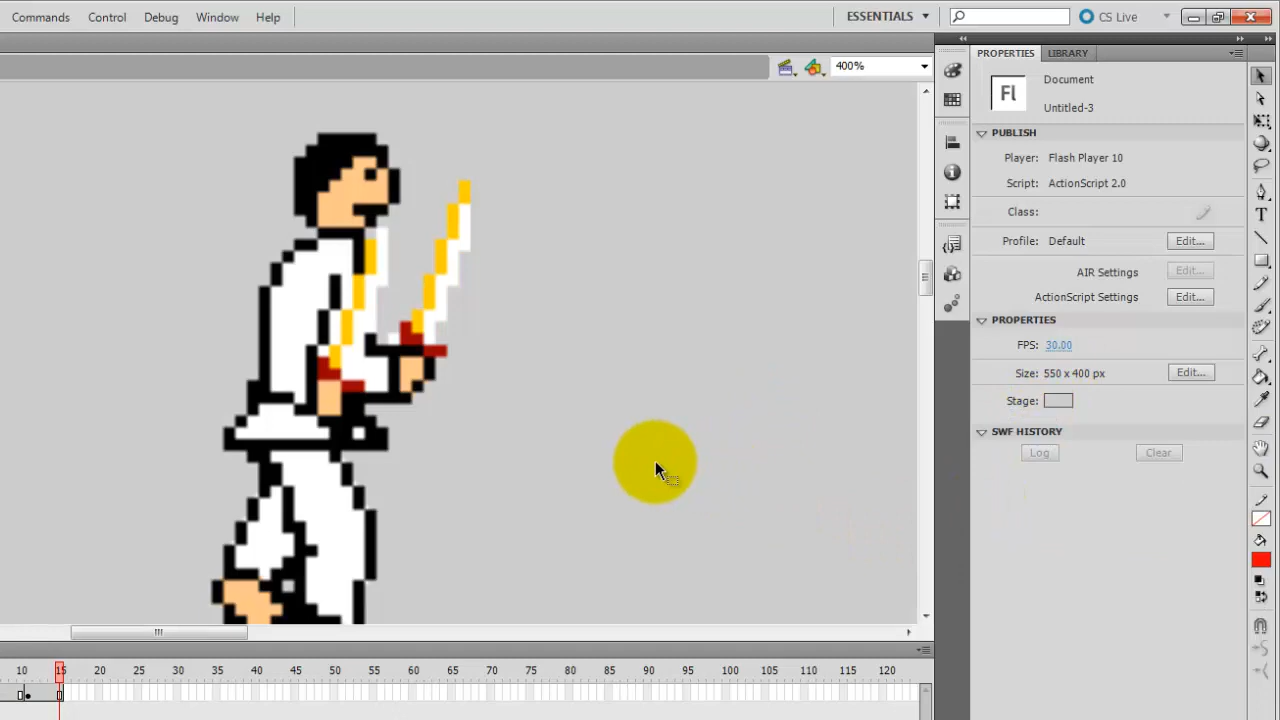 Commands Control Debug Window Help ESSENTIALS CS Live
400%
PROPERTIES LIBRARY
Fl
Document
Untitled-3
PUBLISH
Player: Flash Player 10
Script: ActionScript 2.0
Class:
Profile: Default Edit...
AIR Settings Edit...
ActionScript Settings Edit...
PROPERTIES
FPS: 30.00
Size: 550 x 400 px Edit...
Stage:
SWF HISTORY
Log Clear
10 15 20 25 30 35 40 45 50 55 60 65 70 75 80 85 90 95 100 105 110 115 120